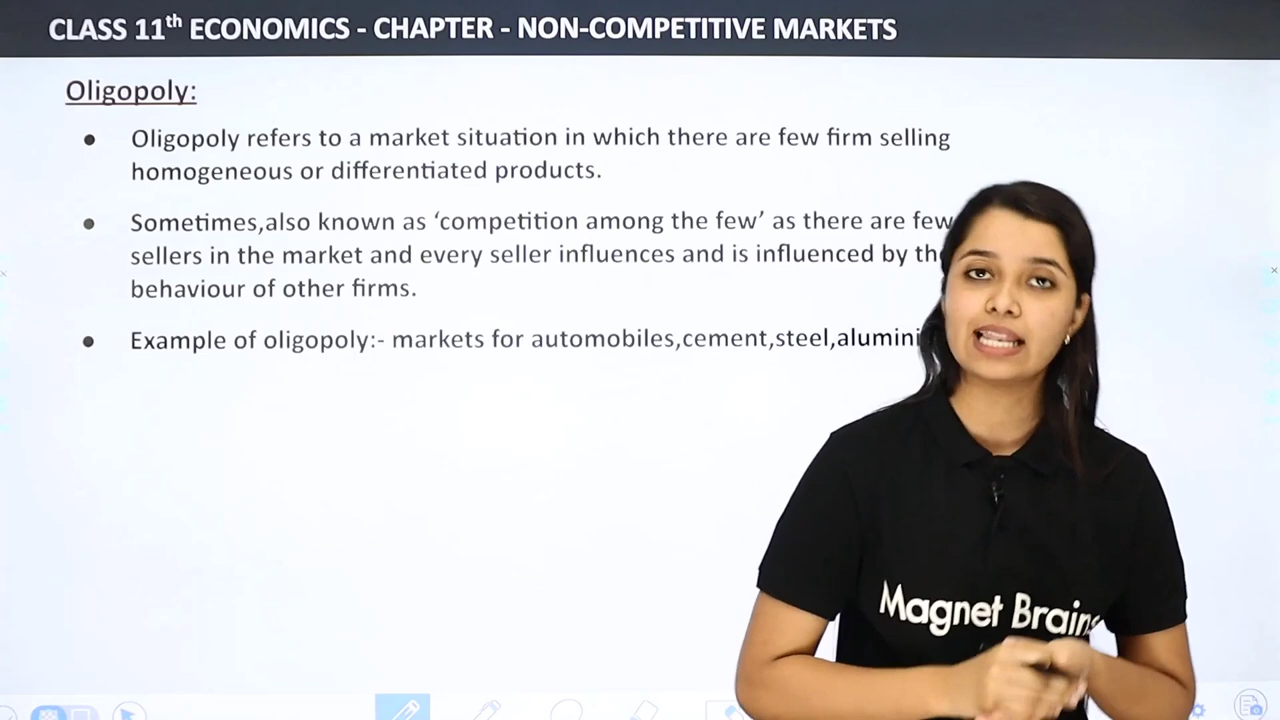 CLASS 11th ECONOMICS - CHAPTER - NON-COMPETITIVE MARKETS
Oligopoly:
Oligopoly refers to a market situation in which there are few firm selling
homogeneous or differentiated products.
Sometimes,also known as ‘competition among the few’ as there are few
sellers in the market and every seller influences and is influenced by the
behaviour of other firms.
Example of oligopoly:- markets for automobiles,cement,steel,alumini
Magnet Brains